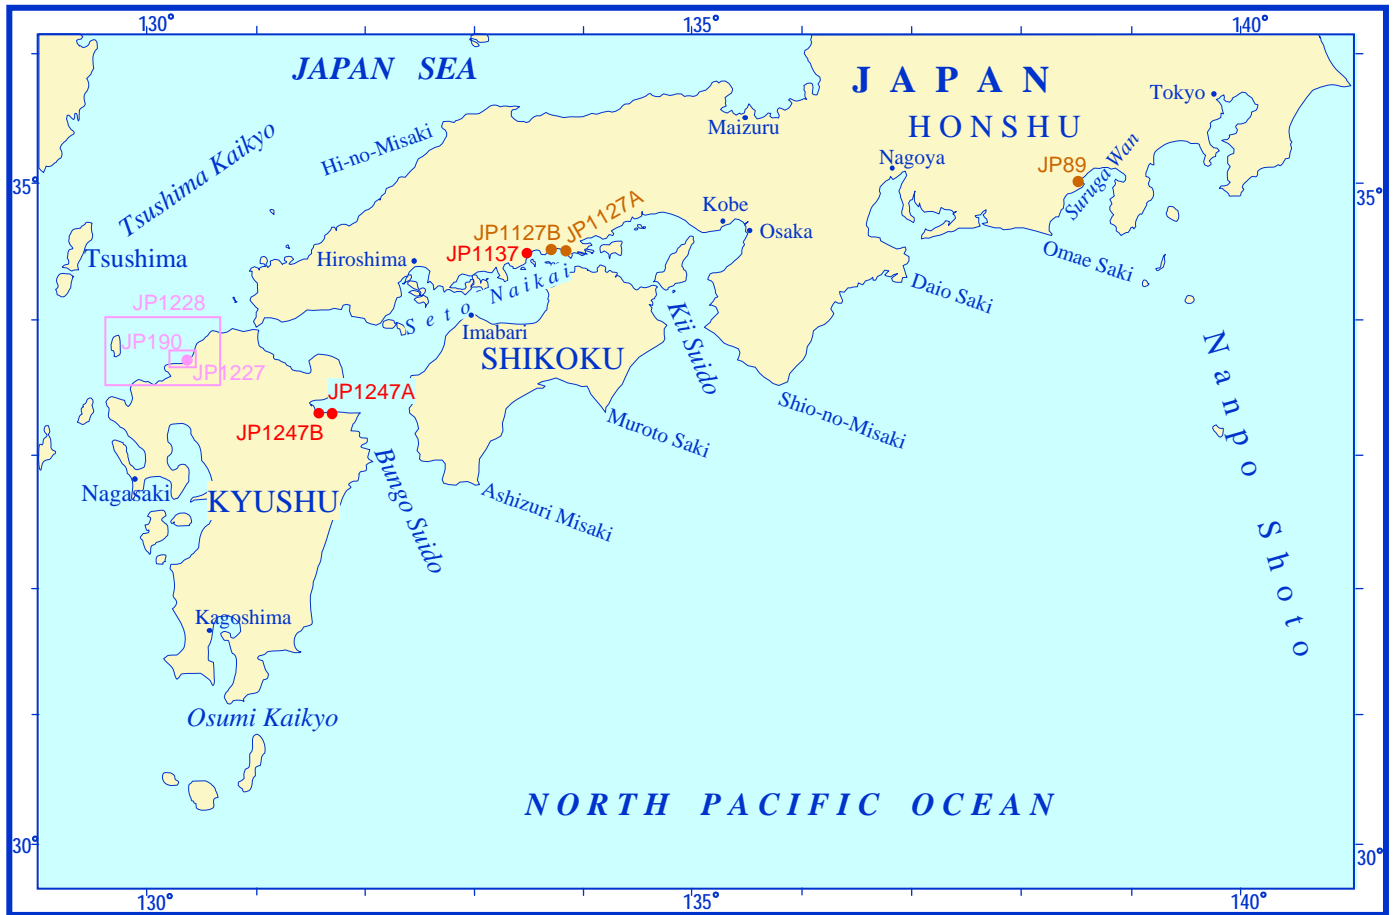 130°
135°
140°
JAPAN SEA
JAPAN
HONSHU
Tokyo
Maizuru
Hi-no-Misaki
Tsushima Kaikyo
Nagoya
JP89
Suruga Wan
35°
35°
Kobe
Osaka
JP1127B
JP1127A
JP1137
Tsushima
Hiroshima
Omae Saki
Daio Saki
Seto Naikai
Kii Suido
JP1228
Imabari
SHIKOKU
JP190
JP1227
JP1247A
JP1247B
Shio-no-Misaki
Muroto Saki
Nanpo Shoto
Bungo Suido
Nagasaki
KYUSHU
Ashizuri Misaki
Kagoshima
Osumi Kaikyo
NORTH PACIFIC OCEAN
30°
30°
130°
135°
140°